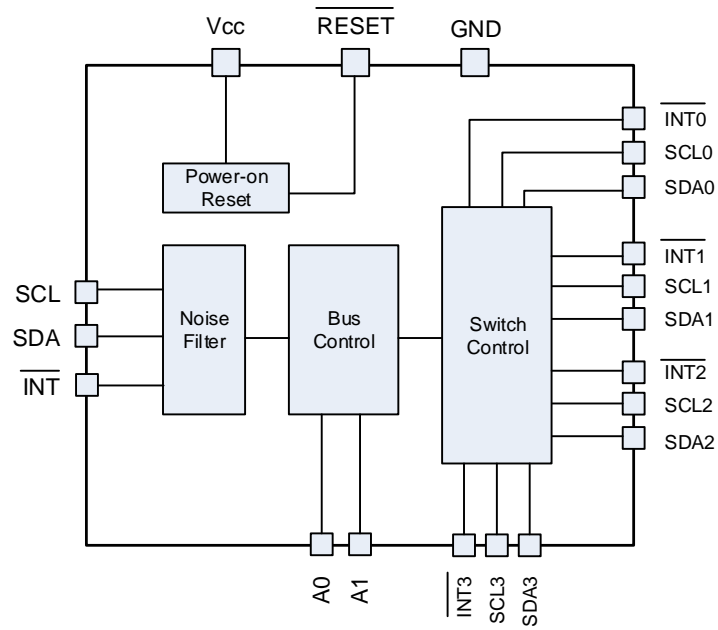 Vcc
RESET
GND
INT0
SCL0
SDA0
Power-on
Reset
INT1
SCL1
SDA1
SCL
SDA
INT
Noise
Filter
Bus
Control
Switch
Control
INT2
SCL2
SDA2
A0
A1
INT3
SCL3
SDA3